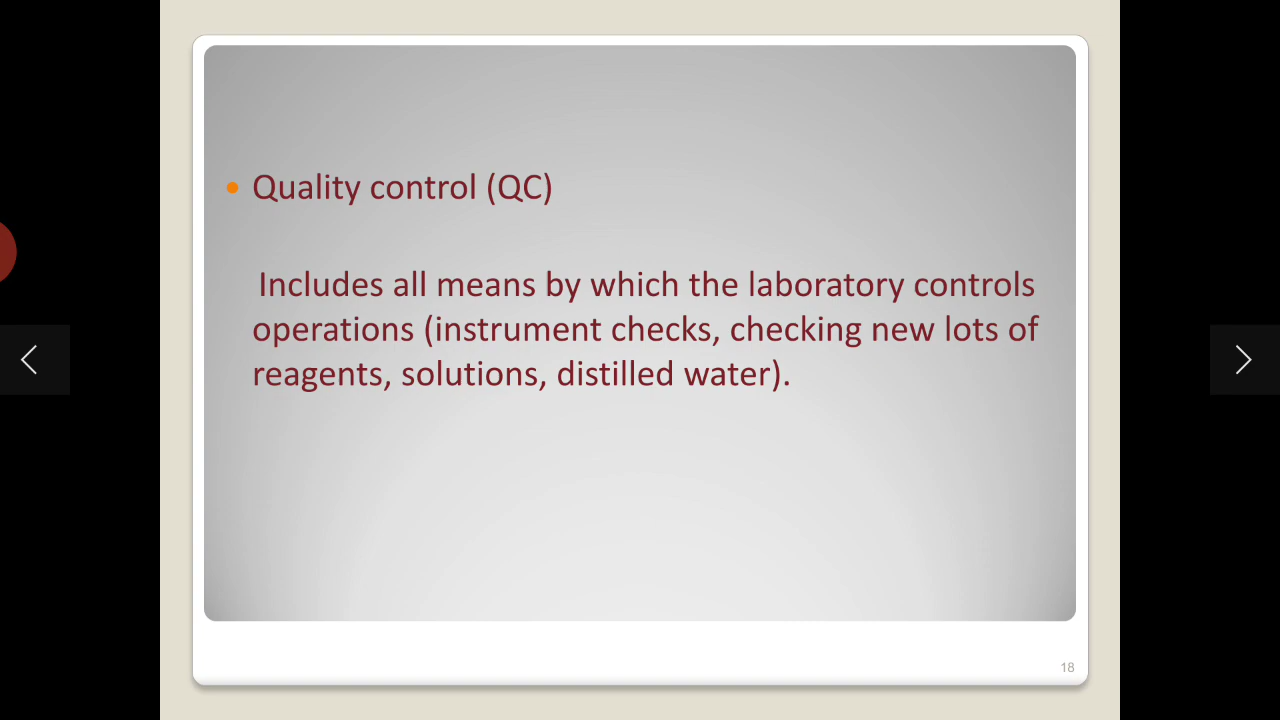 • Quality control (QC)
Includes all means by which the laboratory controls
operations (instrument checks, checking new lots of
reagents, solutions, distilled water).
18